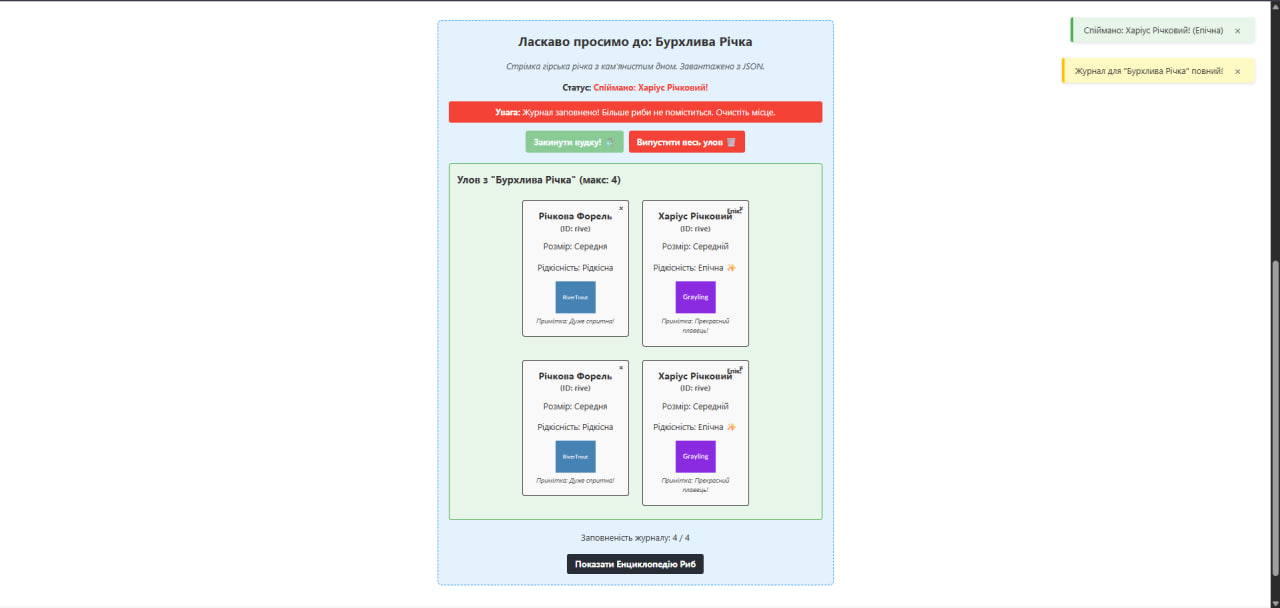 Ласкаво просимо до: Бурхлива Річка
Стрімка гірська річка з кам'янистим дном. Завантажено з JSON.
Статус: Спіймано: Харіус Річковий!
Увага: Журнал заповнено! Більше риби не поміститься. Очистіть місце.
Закинути вудку!
Випустити весь улов
Улов з "Бурхлива Річка" (макс: 4)
×
Річкова Форель
(ID: rive)
Розмір: Середня
Рідкісність: Рідкісна
RiverTrout
Примітка: Дуже спритна!
Епік!
×
Харіус Річковий
(ID: rive)
Розмір: Середній
Рідкісність: Епічна ✨
Grayling
Примітка: Прекрасний
плавець!
×
Річкова Форель
(ID: rive)
Розмір: Середня
Рідкісність: Рідкісна
RiverTrout
Примітка: Дуже спритна!
Епік!
×
Харіус Річковий
(ID: rive)
Розмір: Середній
Рідкісність: Епічна ✨
Grayling
Примітка: Прекрасний
плавець!
Заповненість журналу: 4 / 4
Показати Енциклопедію Риб
Спіймано: Харіус Річковий! (Епічна) ×
Журнал для "Бурхлива Річка" повний! ×